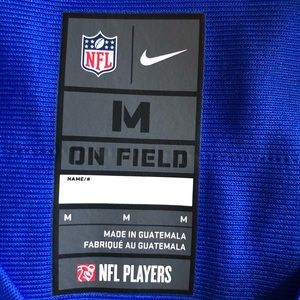 NFL
M
ON FIELD
NAME/#
M M M
MADE IN GUATEMALA
FABRIQUÉ AU GUATEMALA
NFL PLAYERS